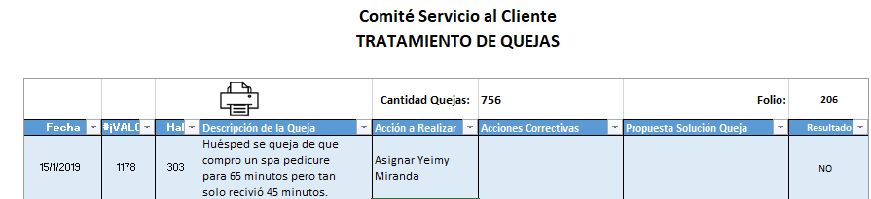 Comité Servicio al Cliente
TRATAMIENTO DE QUEJAS
Cantidad Quejas: 756 Folio: 206
Fecha #¡VALO Hal Descripción de la Queja Acción a Realizar Acciones Correctivas Propuesta Solución Queja Resultado
Huésped se queja de que
compro un spa pedicure
para 65 minutos pero tan
solo recivió 45 minutos.
15/1/2019 1178 303
Asignar Yeimy
Miranda
NO